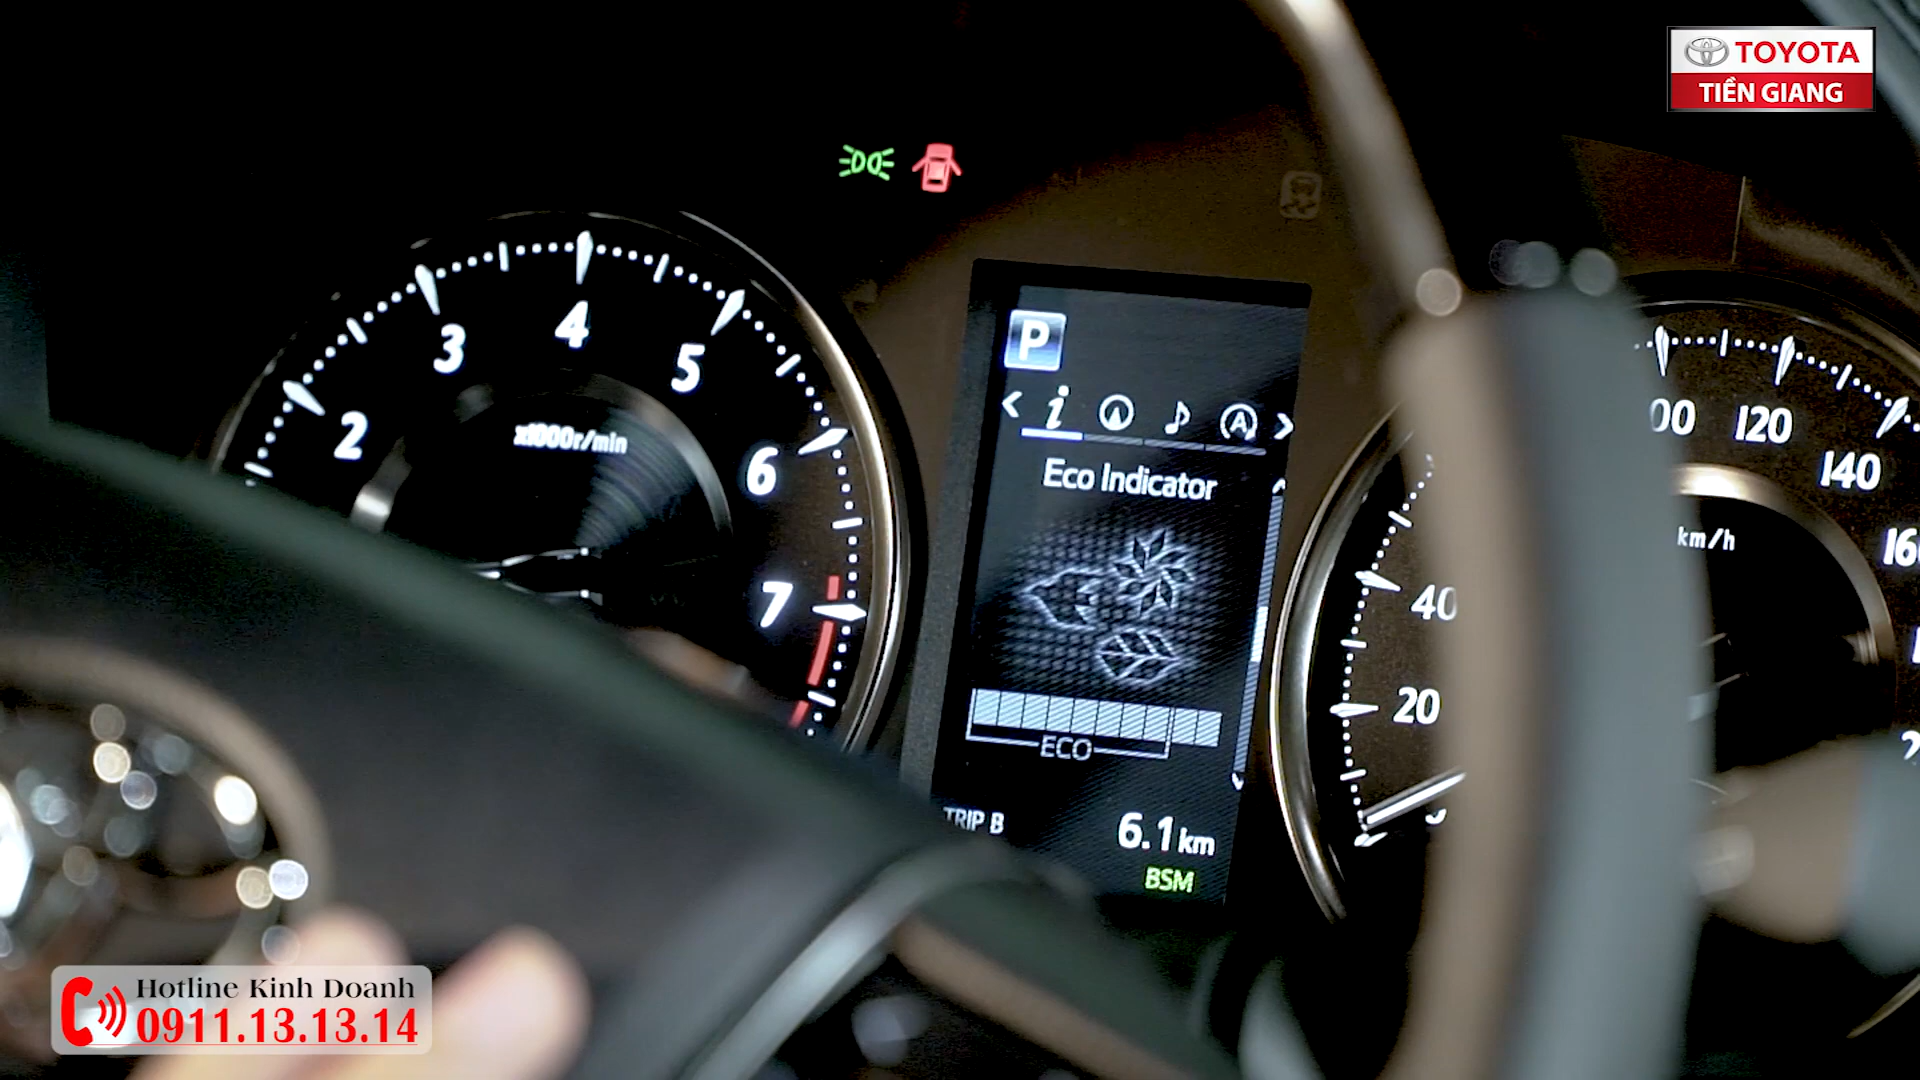 TOYOTA
TIỀN GIANG
2
3
4
5
6
7
x1000r/min
P
i
A
Eco Indicator
ECO
TRIP B
6.1 km
BSM
20
40
120
140
km/h
Hotline Kinh Doanh
0911.13.13.14